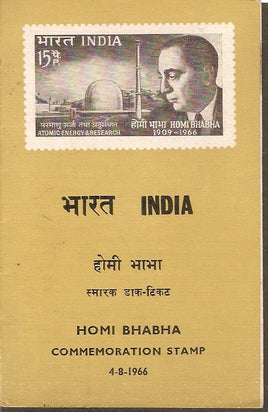 भारत INDIA
15 पै P
परमाणु ऊर्जा तथा अनुसंधान होमी भाभा HOMI BHABHA
ATOMIC ENERGY & RESEARCH 1909-1966
भारत INDIA
होमी भाभा
स्मारक डाक-टिकट
HOMI BHABHA
COMMEMORATION STAMP
4-8-1966